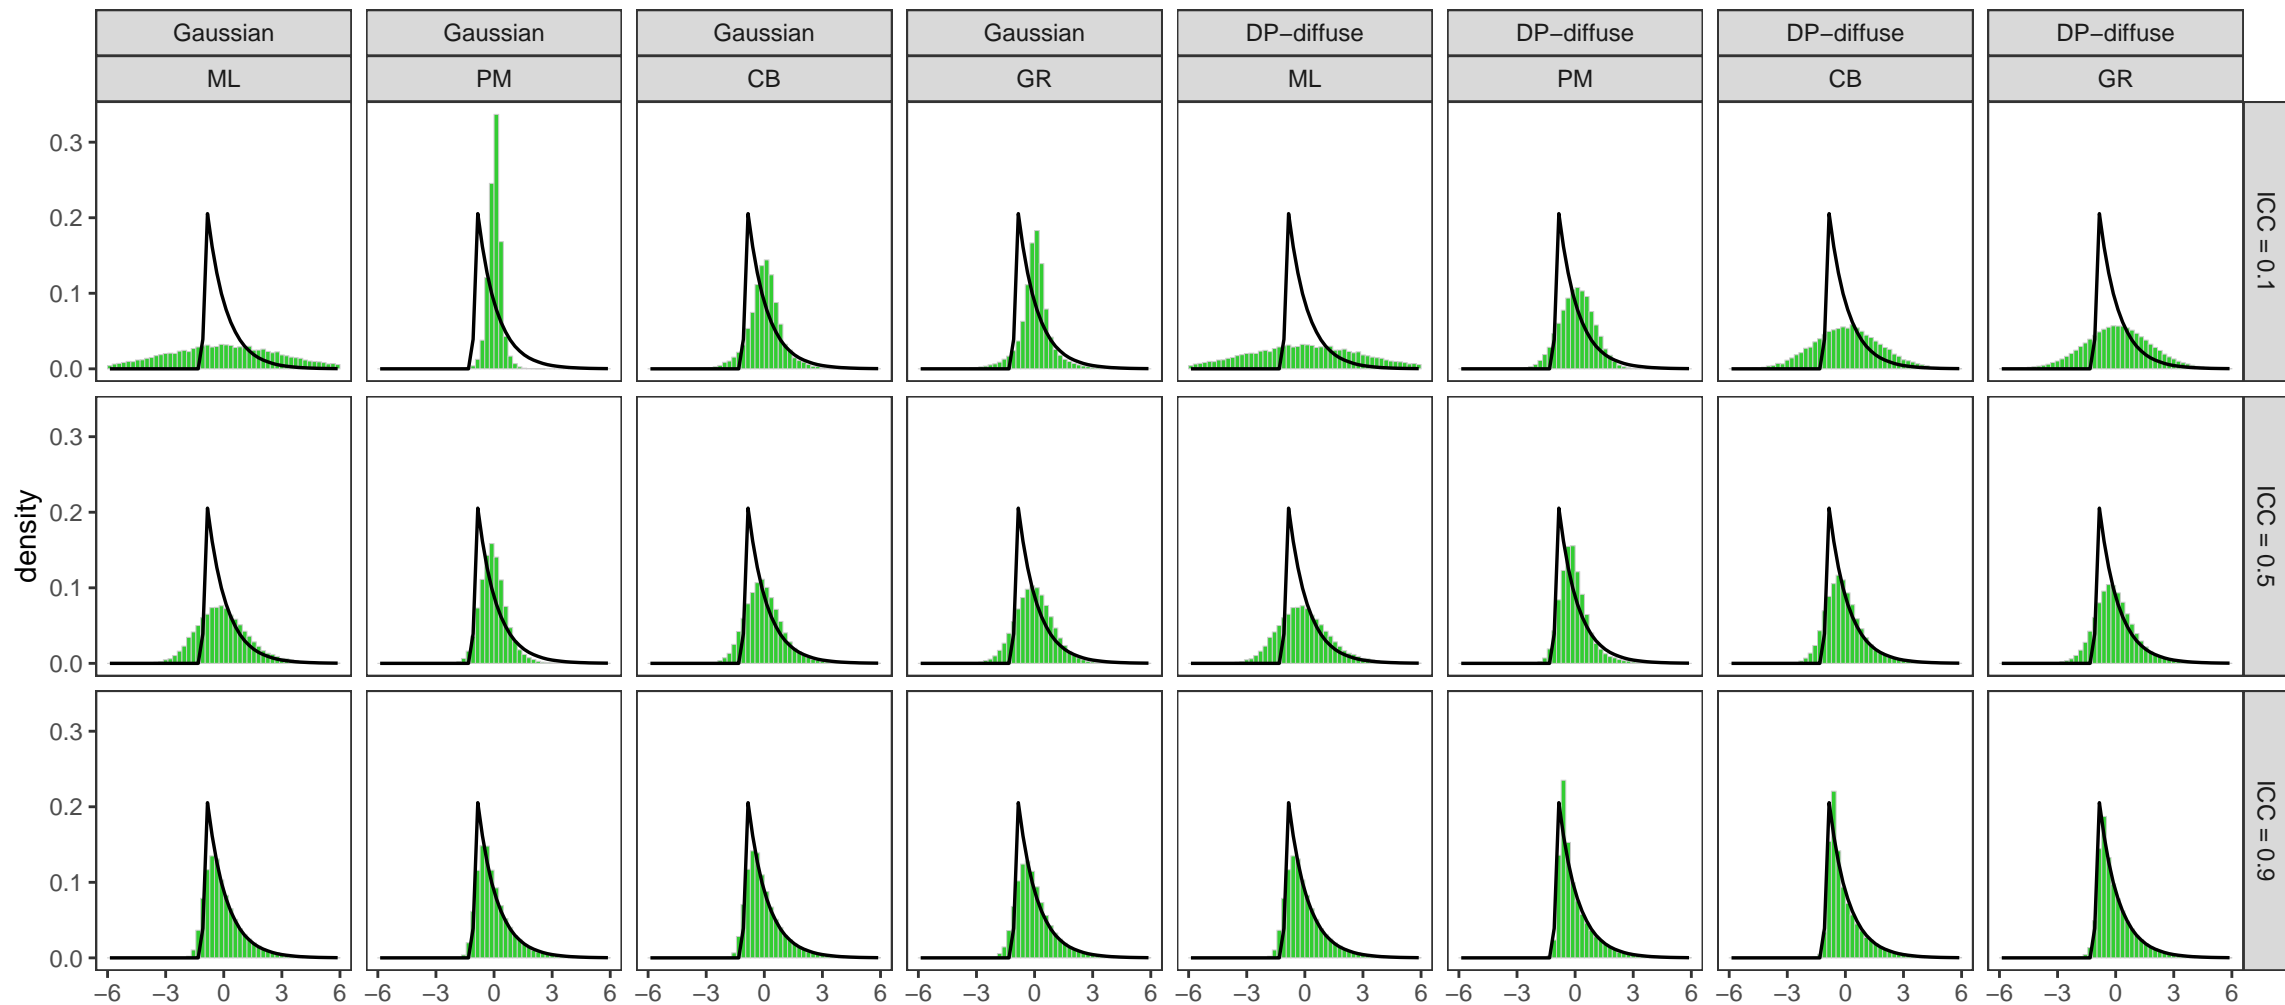 Gaussian Gaussian Gaussian Gaussian DP−diffuse DP−diffuse DP−diffuse DP−diffuse
ML PM CB GR ML PM CB GR
0.3
0.2
0.1
0.0
ICC = 0.1
density
0.3
0.2
0.1
0.0
ICC = 0.5
0.3
0.2
0.1
0.0
ICC = 0.9
−6 −3 0 3 6 −6 −3 0 3 6 −6 −3 0 3 6 −6 −3 0 3 6 −6 −3 0 3 6 −6 −3 0 3 6 −6 −3 0 3 6 −6 −3 0 3 6